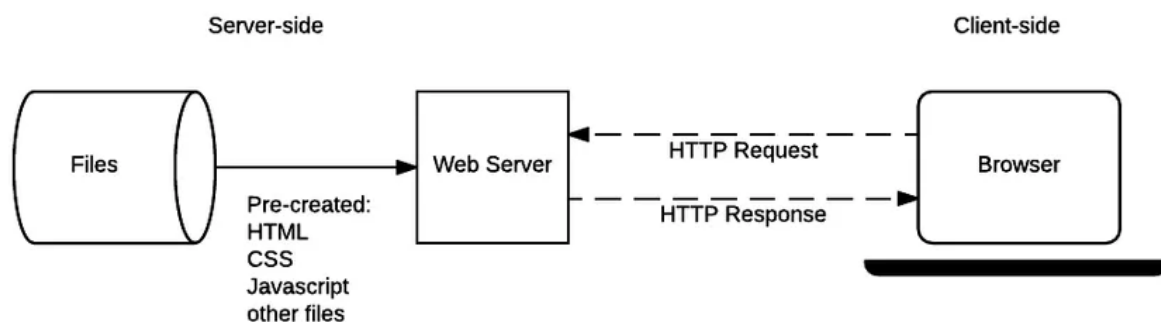 Server-side
Client-side
Files
Web Server
HTTP Request
Browser
HTTP Response
Pre-created:
HTML
CSS
Javascript
other files